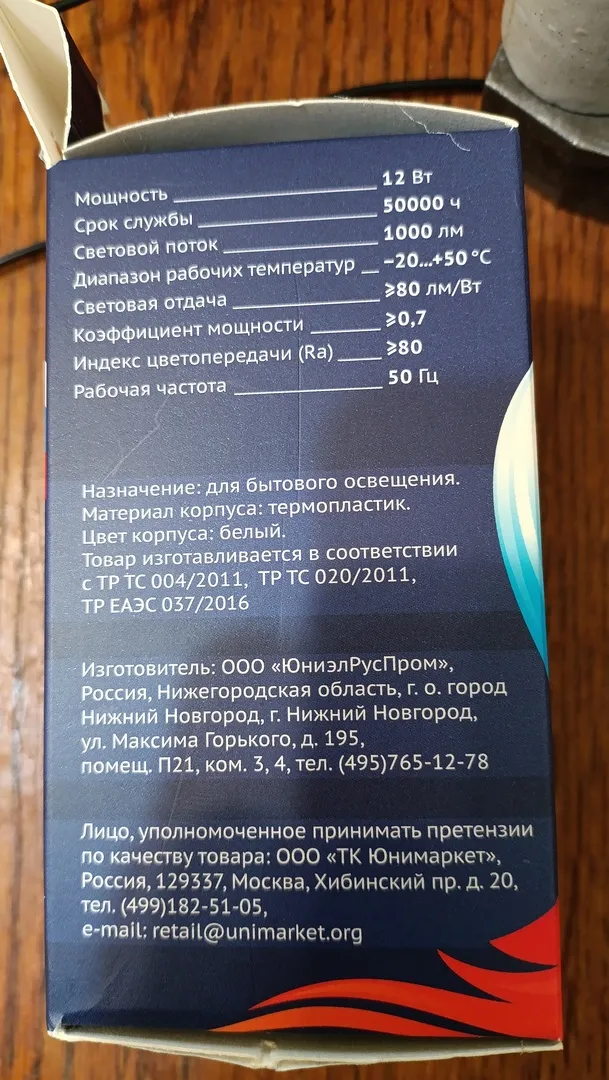 Мощность 12 Вт
Срок службы 50000 ч
Световой поток 1000 лм
Диапазон рабочих температур −20...+50 °С
Световая отдача ⩾80 лм/Вт
Коэффициент мощности ⩾0,7
Индекс цветопередачи (Ra) ⩾80
Рабочая частота 50 Гц
Назначение: для бытового освещения.
Материал корпуса: термопластик.
Цвет корпуса: белый.
Товар изготавливается в соответствии
с ТР ТС 004/2011, ТР ТС 020/2011,
ТР ЕАЭС 037/2016
Изготовитель: ООО «ЮниэлРусПром»,
Россия, Нижегородская область, г. о. город
Нижний Новгород, г. Нижний Новгород,
ул. Максима Горького, д. 195,
помещ. П21, ком. 3, 4, тел. (495)765-12-78
Лицо, уполномоченное принимать претензии
по качеству товара: ООО «ТК Юнимаркет»,
Россия, 129337, Москва, Хибинский пр. д. 20,
тел. (499)182-51-05,
e-mail: retail@unimarket.org